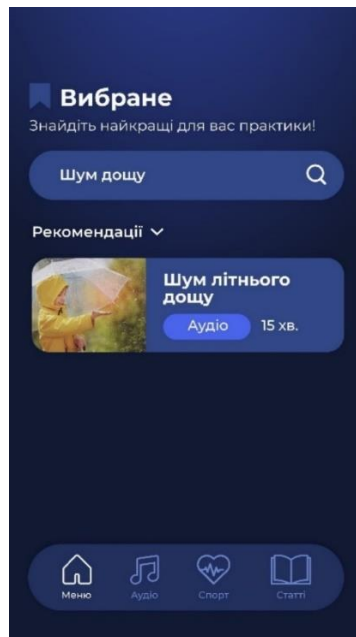 Вибране
Знайдіть найкращі для вас практики!
Шум дощу
Рекомендації
Шум літнього
дощу
Аудіо 15 хв.
Меню Аудіо Спорт Статті